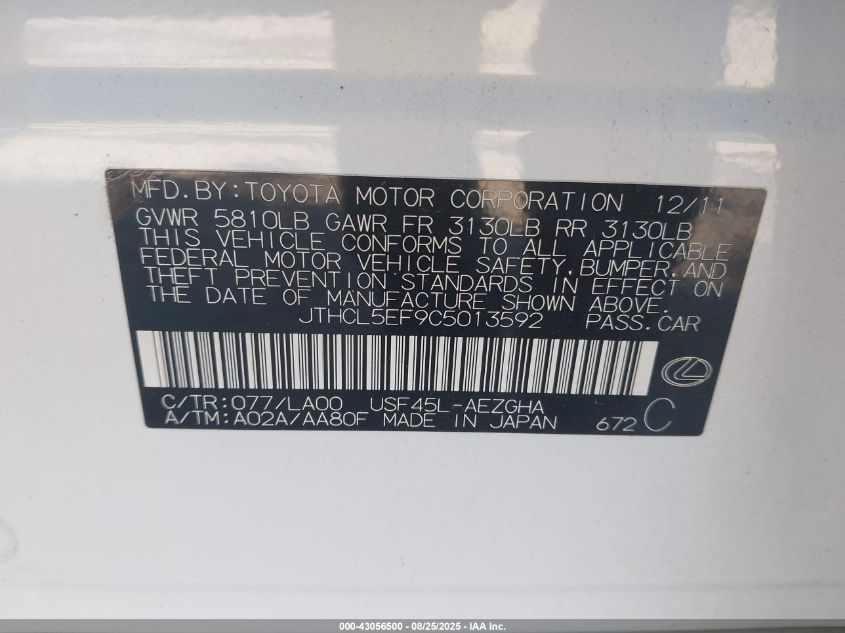 MFD.BY:TOYOTA MOTOR CORPORATION 12/11
GVWR 5810LB GAWR FR 3130LB RR 3130LB
THIS VEHICLE CONFORMS TO ALL APPLICABLE
FEDERAL MOTOR VEHICLE SAFETY,BUMPER,AND
THEFT PREVENTION STANDARDS IN EFFECT ON
THE DATE OF MANUFACTURE SHOWN ABOVE.
JTHCL5EF9C5013592 PASS.CAR
C/TR:077/LA00 USF45L-AEZGHA
A/TM:A02A/AA80F MADE IN JAPAN 672 C
000-43056500 - 08/25/2025 - IAA Inc.